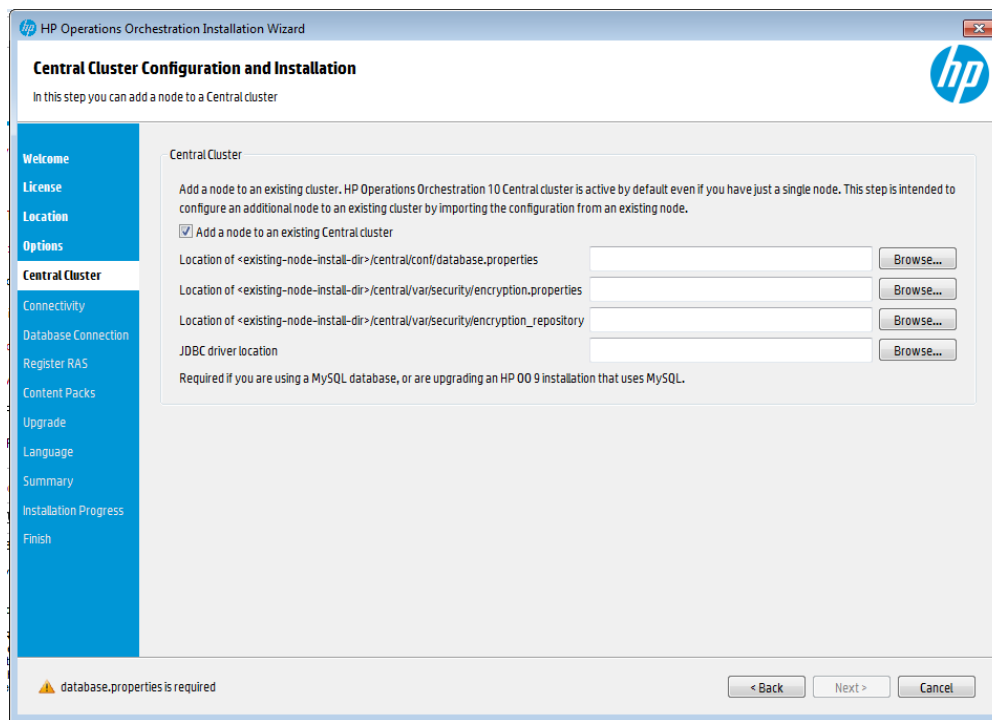 HP Operations Orchestration Installation Wizard
Central Cluster Configuration and Installation
In this step you can add a node to a Central cluster
hp
Welcome
License
Location
Options
Central Cluster
Connectivity
Database Connection
Register RAS
Content Packs
Upgrade
Language
Summary
Installation Progress
Finish
Central Cluster
Add a node to an existing cluster. HP Operations Orchestration 10 Central cluster is active by default even if you have just a single node. This step is intended to
configure an additional node to an existing cluster by importing the configuration from an existing node.
Add a node to an existing Central cluster
Location of <existing-node-install-dir>/central/conf/database.properties
Browse...
Location of <existing-node-install-dir>/central/var/security/encryption.properties
Browse...
Location of <existing-node-install-dir>/central/var/security/encryption_repository
Browse...
JDBC driver location
Browse...
Required if you are using a MySQL database, or are upgrading an HP OO 9 installation that uses MySQL.
database.properties is required
< Back
Next >
Cancel